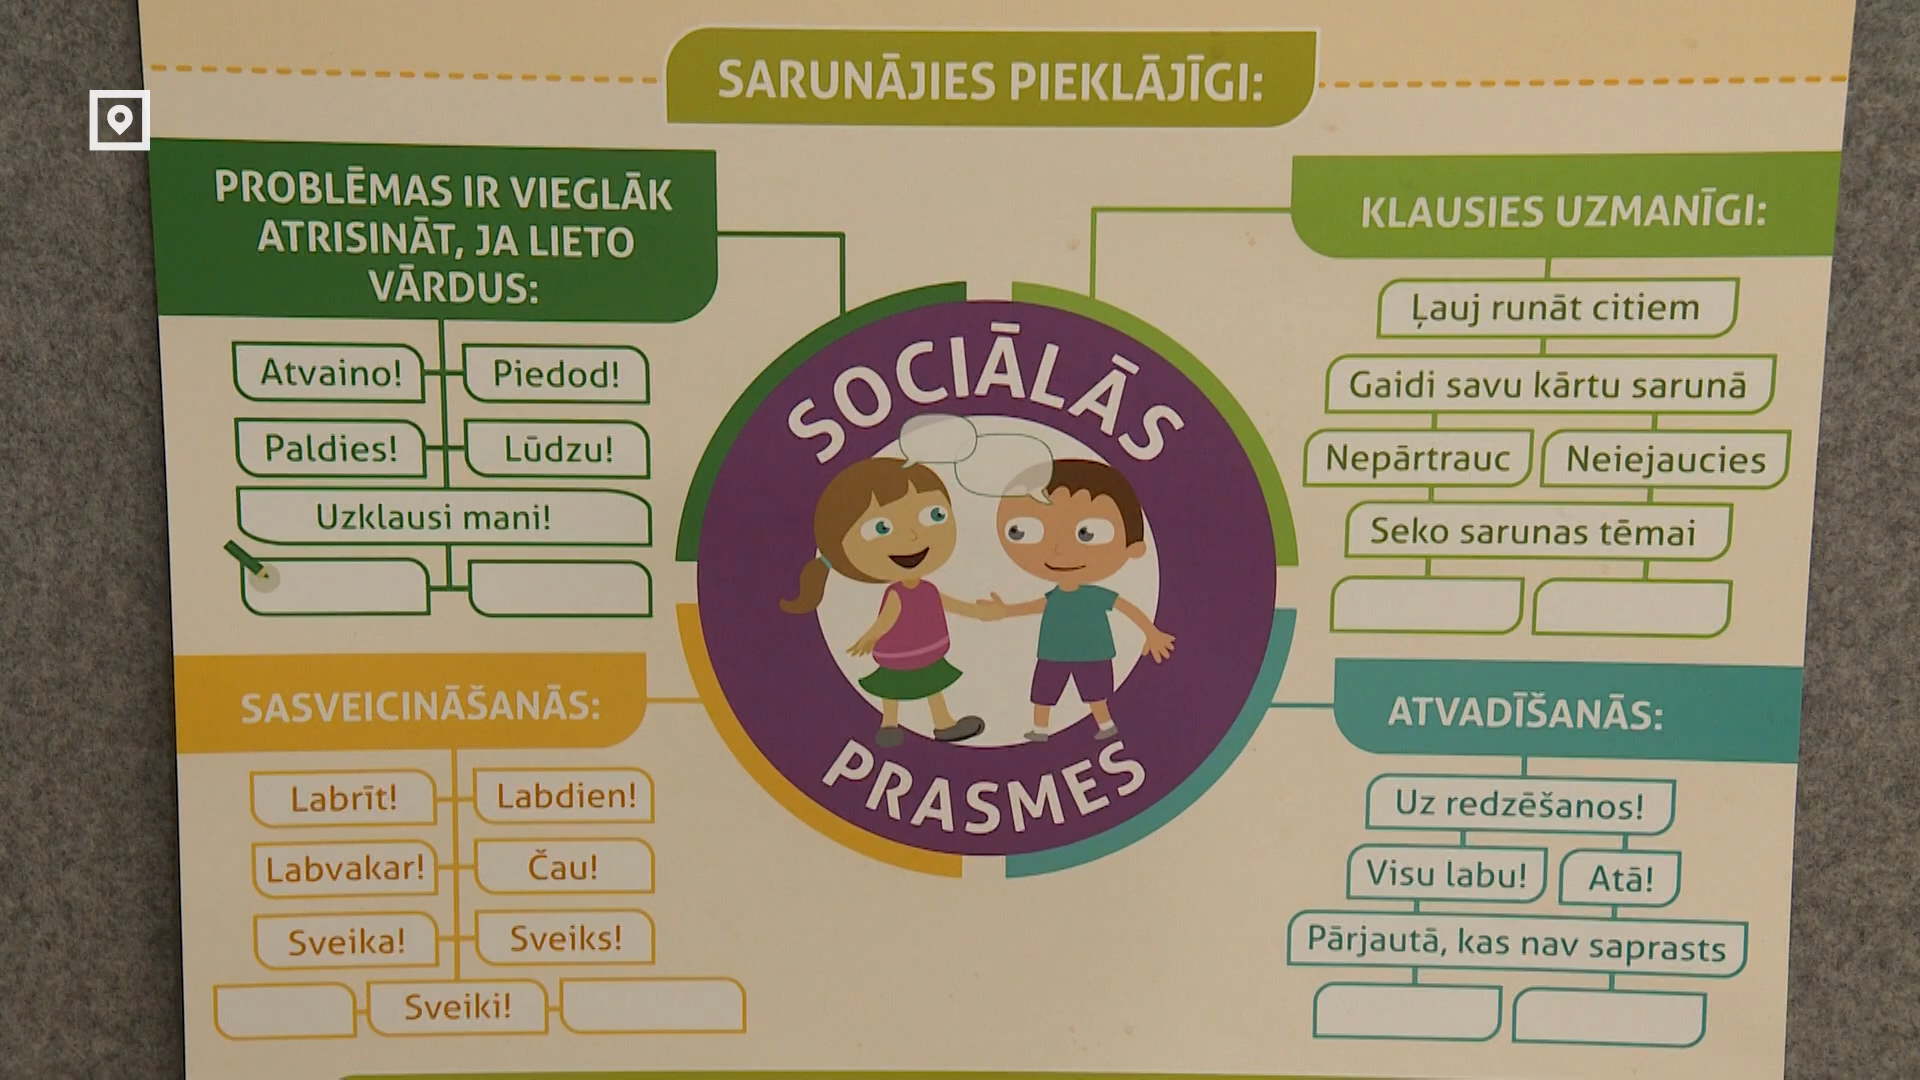 SARUNĀJIES PIEKLĀJĪGI:
PROBLĒMAS IR VIEGLĀK
ATRISINĀT, JA LIETO
VĀRDUS:
Atvaino!
Piedod!
Paldies!
Lūdzu!
Uzklausi mani!
KLAUSIES UZMANĪGI:
Ļauj runāt citiem
Gaidi savu kārtu sarunā
Nepārtrauc
Neiejaucies
Seko sarunas tēmai
SOCIĀLĀS
PRASMES
SASVEICINĀŠANĀS:
Labrīt!
Labdien!
Labvakar!
Čau!
Sveika!
Sveiks!
Sveiki!
ATVADĪŠANĀS:
Uz redzēšanos!
Visu labu!
Atā!
Pārjautā, kas nav saprasts